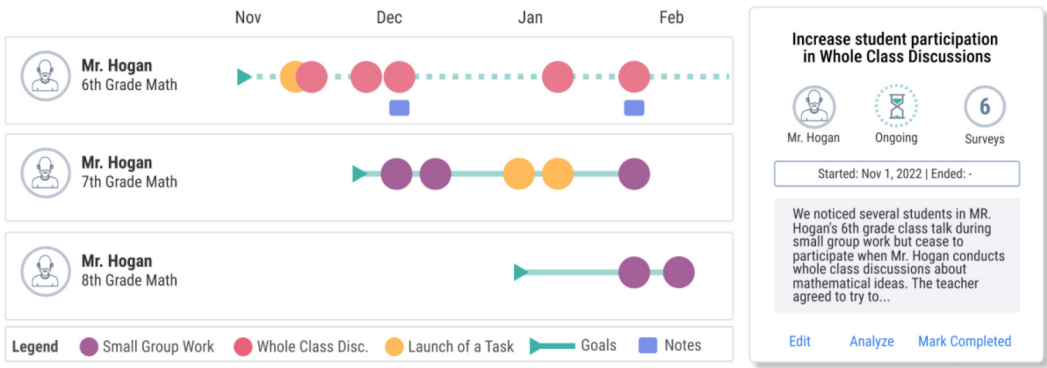 Nov Dec Jan Feb
Mr. Hogan
6th Grade Math
Mr. Hogan
7th Grade Math
Mr. Hogan
8th Grade Math
Legend Small Group Work Whole Class Disc. Launch of a Task Goals Notes
Increase student participation
in Whole Class Discussions
6
Mr. Hogan Ongoing Surveys
Started: Nov 1, 2022 | Ended: -
We noticed several students in MR.
Hogan's 6th grade class talk during
small group work but cease to
participate when Mr. Hogan conducts
whole class discussions about
mathematical ideas. The teacher
agreed to try to...
Edit Analyze Mark Completed